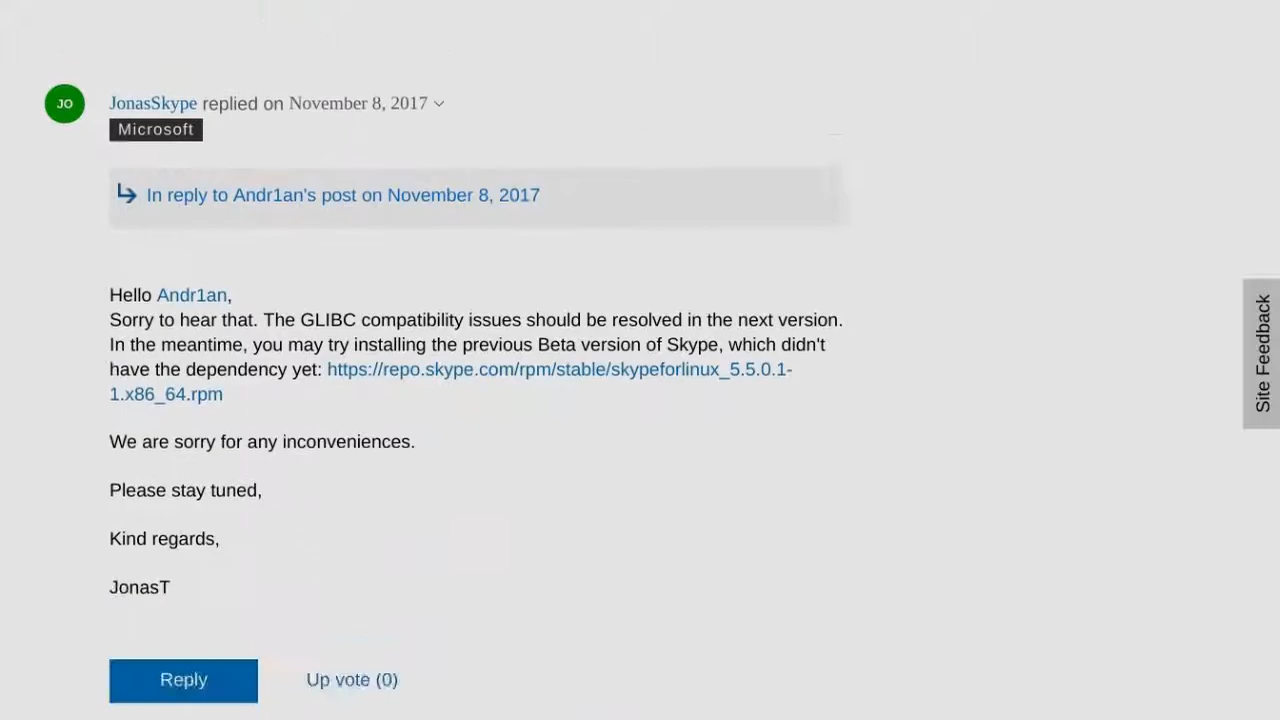 JO
JonasSkype replied on November 8, 2017
Microsoft
In reply to Andr1an's post on November 8, 2017
Hello Andr1an,
Sorry to hear that. The GLIBC compatibility issues should be resolved in the next version.
In the meantime, you may try installing the previous Beta version of Skype, which didn't
have the dependency yet: https://repo.skype.com/rpm/stable/skypeforlinux_5.5.0.1-
1.x86_64.rpm
We are sorry for any inconveniences.
Please stay tuned,
Kind regards,
JonasT
Reply
Up vote (0)
Site Feedback